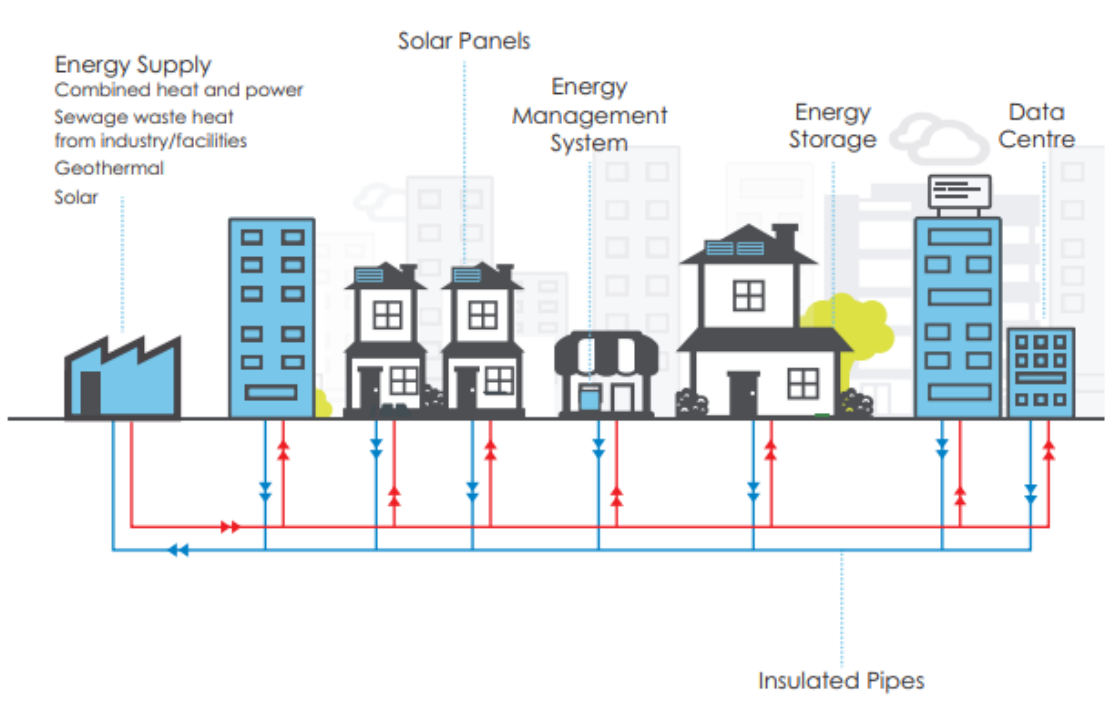 Solar Panels
Energy Supply
Combined heat and power
Sewage waste heat
from industry/facilities
Geothermal
Solar
Energy
Management
System
Energy
Storage
Data
Centre
Insulated Pipes